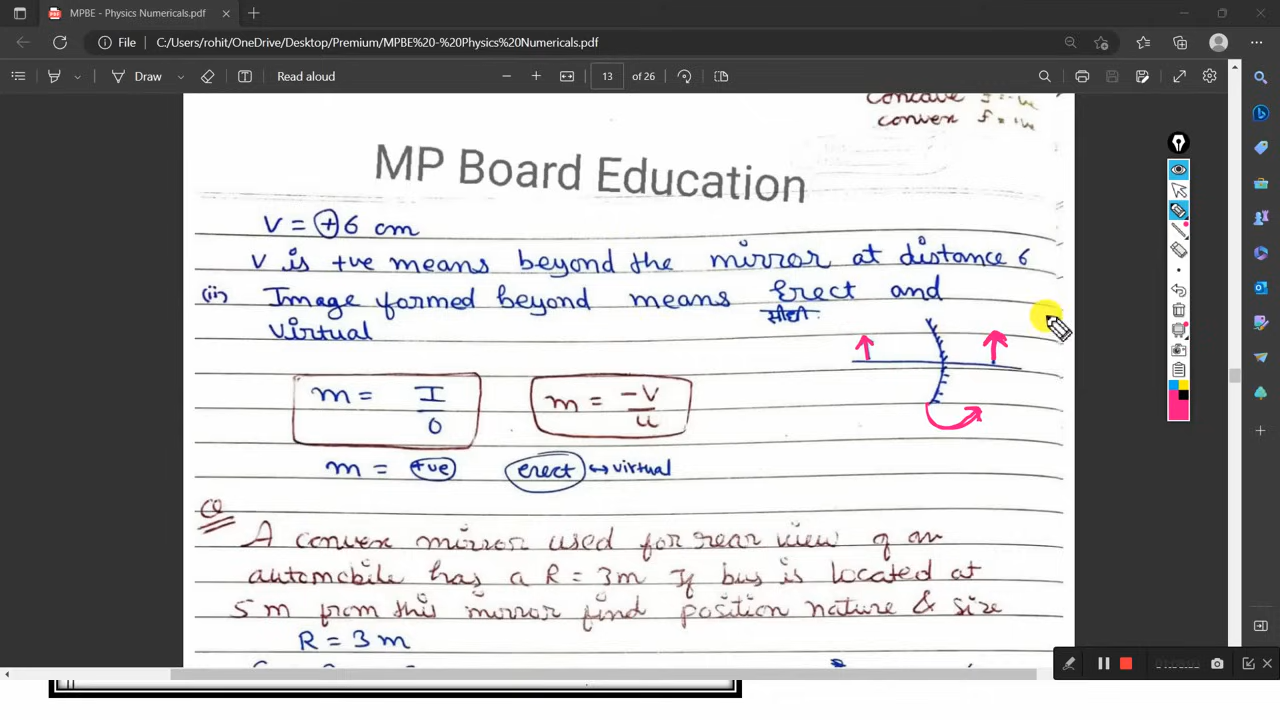 MPBE - Physics Numericals.pdf
File C:/Users/rohit/OneDrive/Desktop/Premium/MPBE%20-%20Physics%20Numericals.pdf
Draw Read aloud 13 of 26
concave f = -ve
convex f = +ve
MP Board Education
V = +6 cm
V is +ve means beyond the mirror at distance 6
(ii) Image formed beyond means Erect and
सीधी
virtual
m = I/O m = -V/u
m = +ve erect ↔ virtual
Q
A convex mirror used for rear view of an
automobile has a R = 3m If bus is located at
5 m from this mirror find position nature & size
R = 3 m